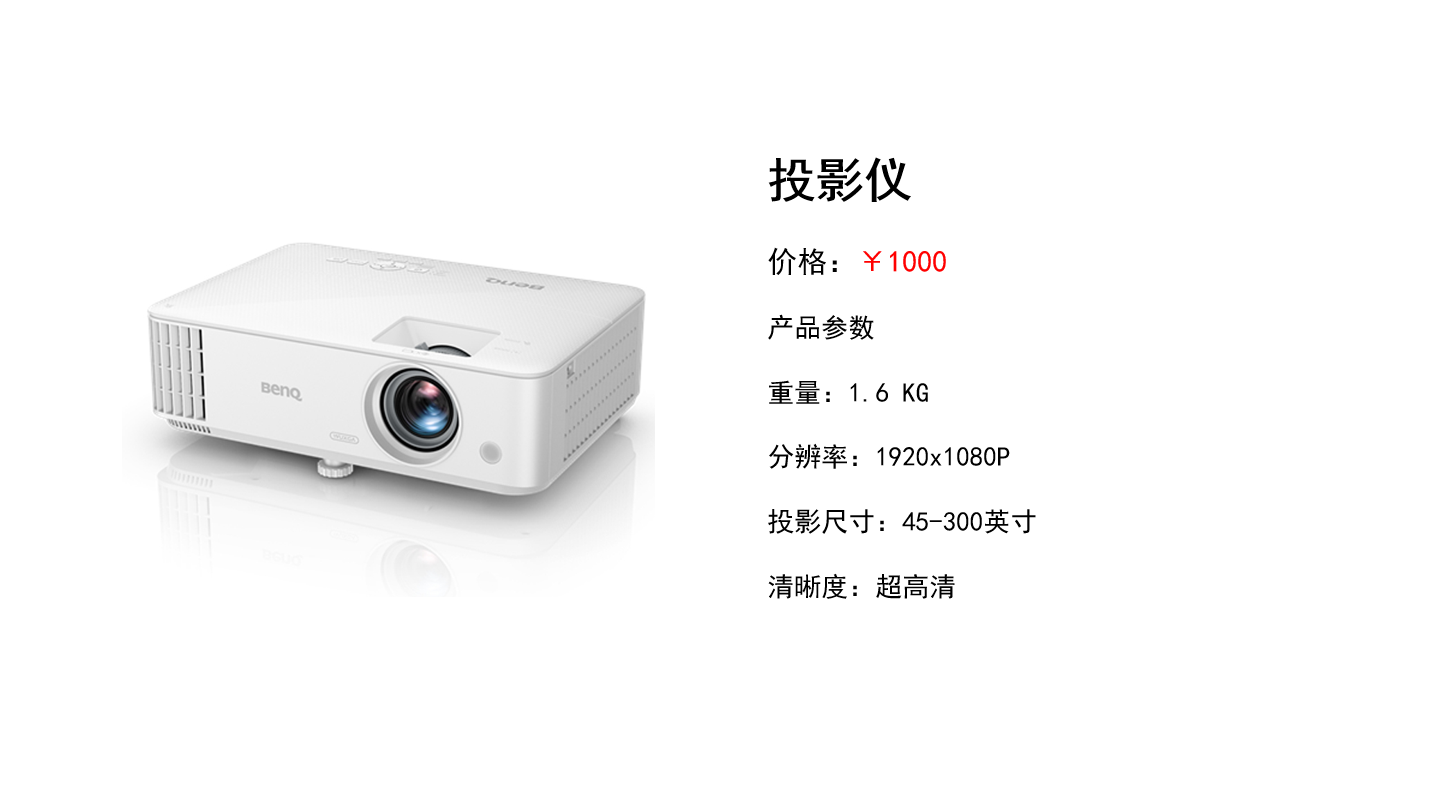 BenQ
BenQ
投影仪
价格：￥1000
产品参数
重量：1.6 KG
分辨率：1920x1080P
投影尺寸：45-300英寸
清晰度：超高清